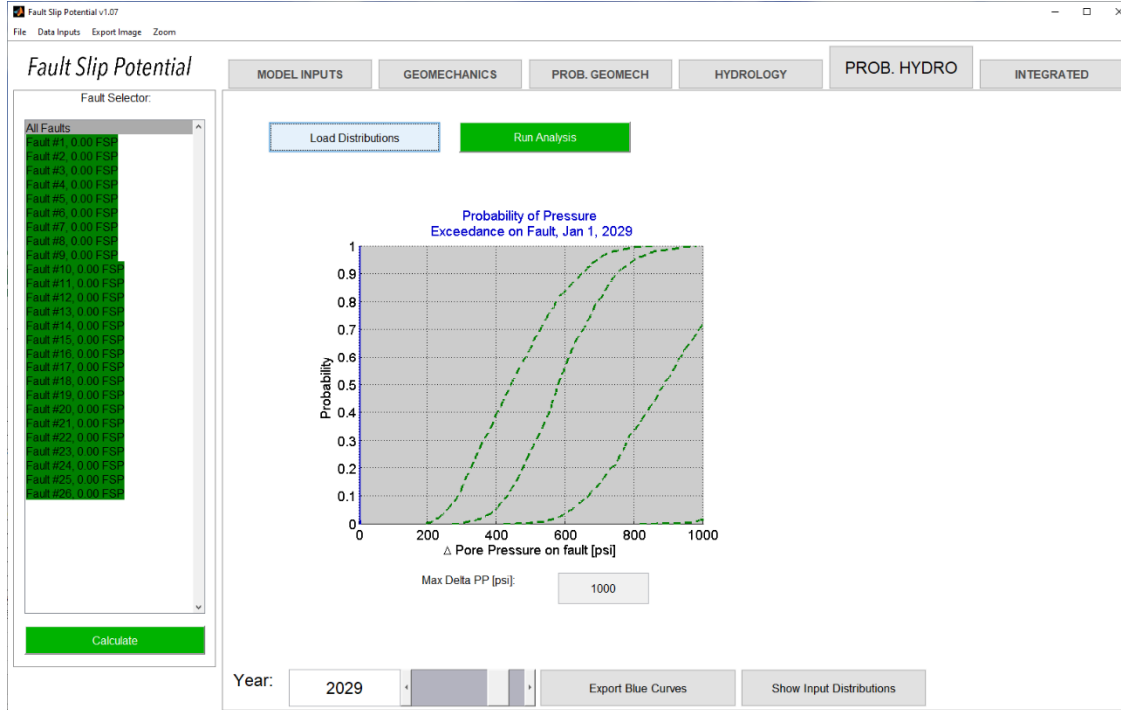 Fault Slip Potential v1.07
File Data Inputs Export Image Zoom
Fault Slip Potential
MODEL INPUTS GEOMECHANICS PROB. GEOMECH HYDROLOGY PROB. HYDRO INTEGRATED
Fault Selector:
All Faults
Fault #1, 0.00 FSP
Fault #2, 0.00 FSP
Fault #3, 0.00 FSP
Fault #4, 0.00 FSP
Fault #5, 0.00 FSP
Fault #6, 0.00 FSP
Fault #7, 0.00 FSP
Fault #8, 0.00 FSP
Fault #9, 0.00 FSP
Fault #10, 0.00 FSP
Fault #11, 0.00 FSP
Fault #12, 0.00 FSP
Fault #13, 0.00 FSP
Fault #14, 0.00 FSP
Fault #15, 0.00 FSP
Fault #16, 0.00 FSP
Fault #17, 0.00 FSP
Fault #18, 0.00 FSP
Fault #19, 0.00 FSP
Fault #20, 0.00 FSP
Fault #21, 0.00 FSP
Fault #22, 0.00 FSP
Fault #23, 0.00 FSP
Fault #24, 0.00 FSP
Fault #25, 0.00 FSP
Fault #26, 0.00 FSP
Calculate
Load Distributions Run Analysis
Probability of Pressure
Exceedance on Fault, Jan 1, 2029
Probability
1
0.9
0.8
0.7
0.6
0.5
0.4
0.3
0.2
0.1
0
0 200 400 600 800 1000
Δ Pore Pressure on fault [psi]
Max Delta PP [psi]: 1000
Year: 2029 Export Blue Curves Show Input Distributions